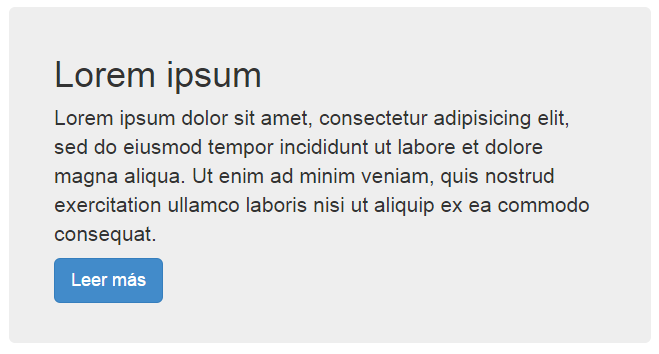 Lorem ipsum
Lorem ipsum dolor sit amet, consectetur adipisicing elit,
sed do eiusmod tempor incididunt ut labore et dolore
magna aliqua. Ut enim ad minim veniam, quis nostrud
exercitation ullamco laboris nisi ut aliquip ex ea commodo
consequat.
Leer más